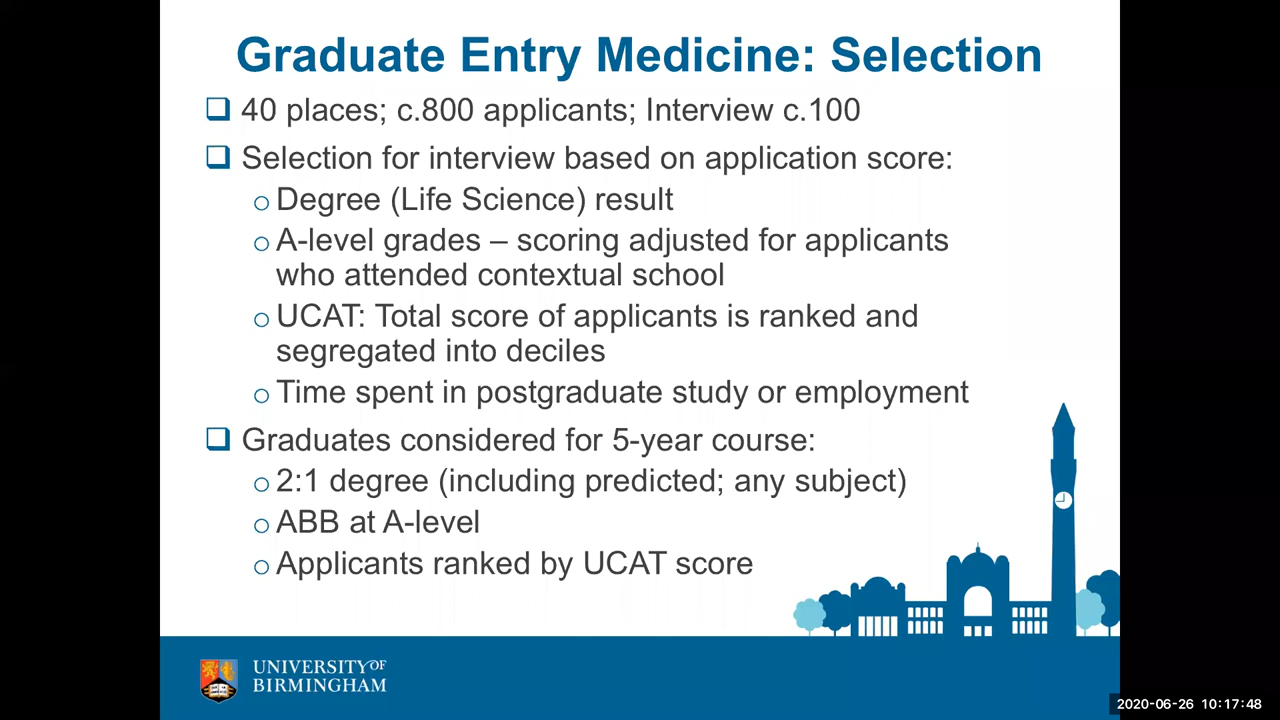 Graduate Entry Medicine: Selection
❑ 40 places; c.800 applicants; Interview c.100
❑ Selection for interview based on application score:
o Degree (Life Science) result
o A-level grades – scoring adjusted for applicants
who attended contextual school
o UCAT: Total score of applicants is ranked and
segregated into deciles
o Time spent in postgraduate study or employment
❑ Graduates considered for 5-year course:
o 2:1 degree (including predicted; any subject)
o ABB at A-level
o Applicants ranked by UCAT score
UNIVERSITY OF
BIRMINGHAM
2020-06-26 10:17:48